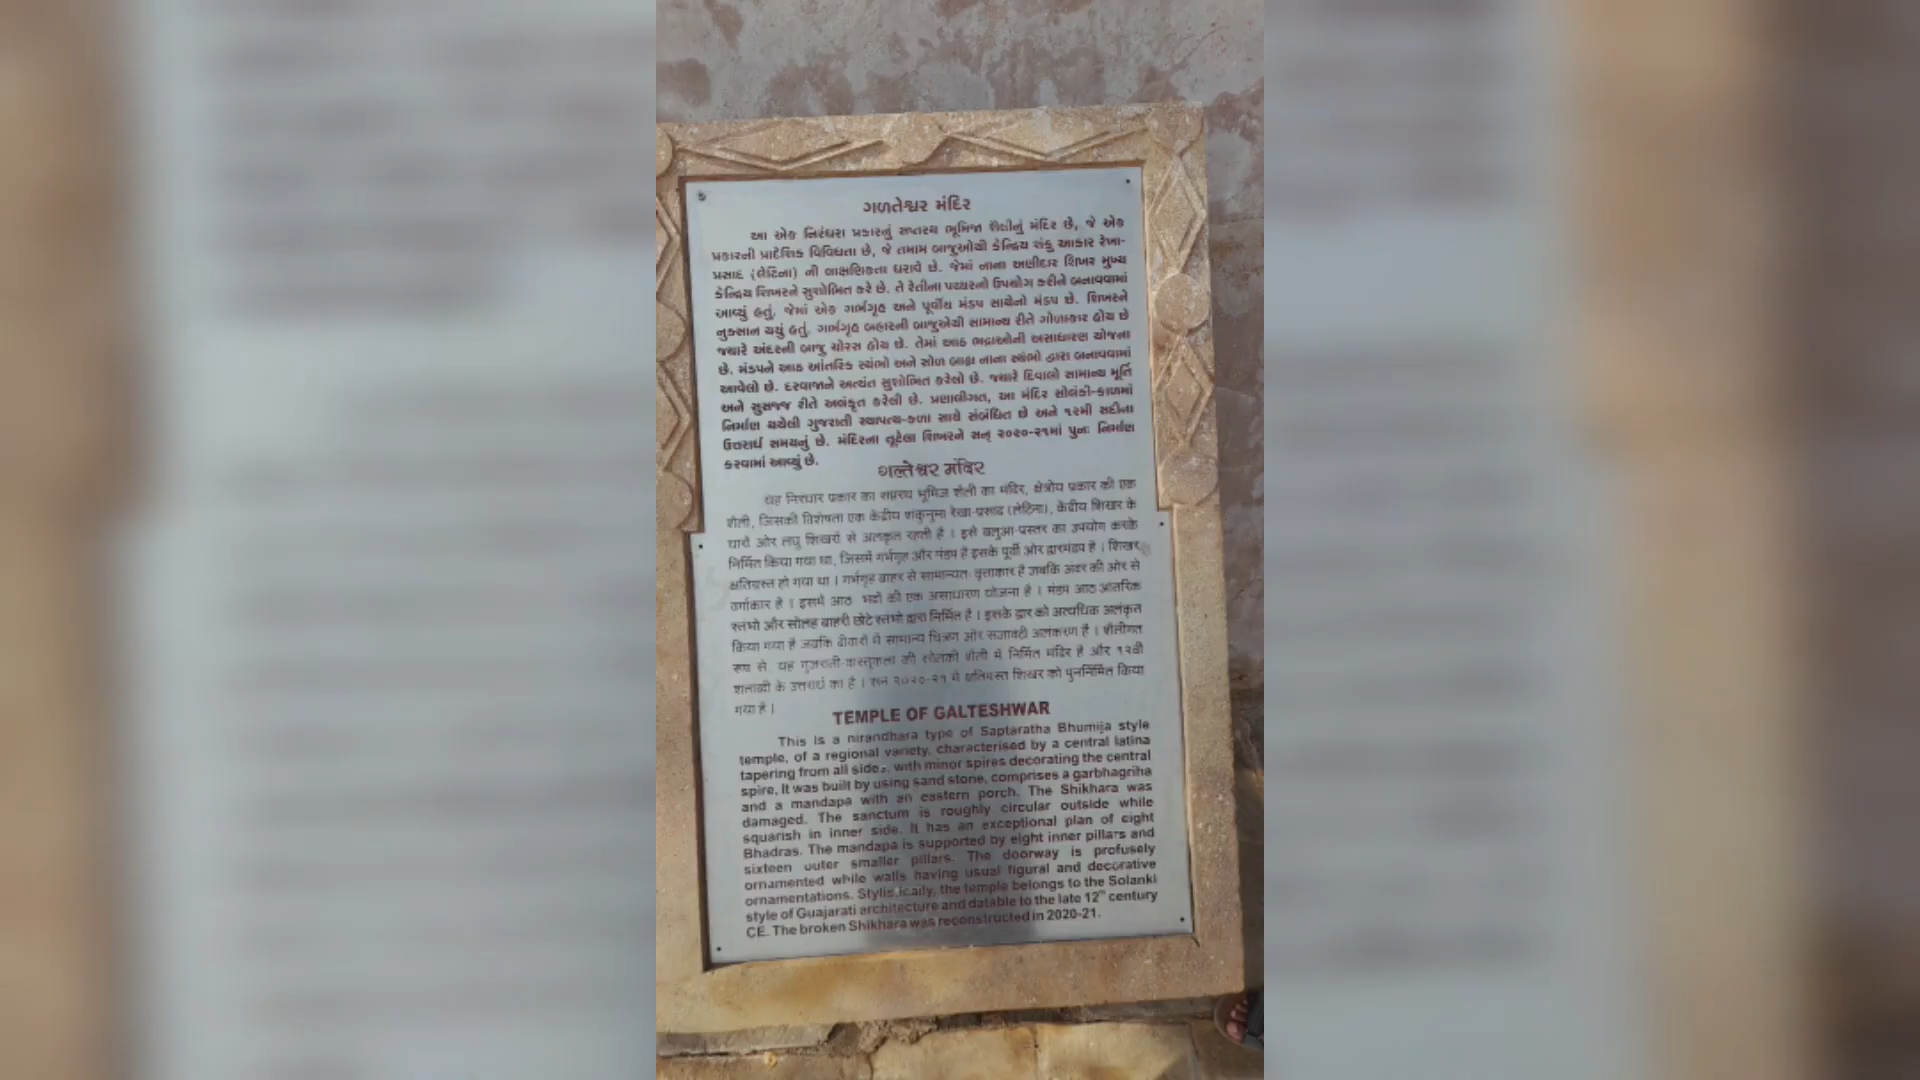 ગળતેશ્વર મંદિર
આ એક નિરંધરા પ્રકારનું સપ્તરથ ભૂમિજા શૈલીનું મંદિર છે, જે એક
પ્રકારની પ્રાદેશિક વિવિધતા છે, જે તમામ બાજુઓથી કેન્દ્રિય શંકુ આકાર રેખા-
પ્રસાદ (લેટિના) ની લાક્ષણિકતા ધરાવે છે. જેમાં નાના અણીદાર શિખર મુખ્ય
કેન્દ્રિય શિખરને સુશોભિત કરે છે. તે રેતીના પથ્થરનો ઉપયોગ કરીને બનાવવામાં
આવ્યું હતું, જેમાં એક ગર્ભગૃહ અને પૂર્વીય મંડપ સાથેનો મંડપ છે. શિખરને
નુકસાન થયું હતું. ગર્ભગૃહ બહારની બાજુએથી સામાન્ય રીતે ગોળાકાર હોય છે
જ્યારે અંદરની બાજુ ચોરસ હોય છે. તેમાં આઠ ભદ્રાઓની અસાધારણ યોજના
છે. મંડપને આઠ આંતરિક સ્થંભો અને સોળ બાહ્ય નાના સ્થંભો દ્વારા બનાવવામાં
આવેલો છે. દરવાજાને અત્યંત સુશોભિત કરેલો છે. જ્યારે દિવાલો સામાન્ય મૂર્તિ
અને સુસજ્જ રીતે અલંકૃત કરેલી છે. પ્રણાલીગત, આ મંદિર સોલંકી-કાળમાં
નિર્માણ થયેલી ગુજરાતી સ્થાપત્ય-કળા સાથે સંબંધિત છે અને ૧૨મી સદીના
ઉત્તરાર્ધ સમયનું છે. મંદિરના તૂટેલા શિખરને સન્ ૨૦૨૦-૨૧માં પુનઃ નિર્માણ
કરવામાં આવ્યું છે.
गल्तेश्वर मंदिर
यह निरंधार प्रकार का सप्तरथ भूमिज शैली का मंदिर, क्षेत्रीय प्रकार की एक
शैली, जिसकी विशेषता एक केंद्रीय शंकुनुमा रेखा-प्रसाद (लेटिना), केंद्रीय शिखर के
चारों ओर लघु शिखरों से अलंकृत रहती है । इसे बलुआ-प्रस्तर का उपयोग करके
निर्मित किया गया था, जिसमें गर्भगृह और मंडप हैं इसके पूर्वी ओर द्वारमंडप है । शिखर
क्षतिग्रस्त हो गया था । गर्भगृह बाहर से सामान्यतः वृत्ताकार है जबकि अंदर की ओर से
वर्गाकार है । इसमें आठ भद्रों की एक असाधारण योजना है । मंडप आठ आंतरिक
स्तंभों और सोलह बाहरी छोटे स्तंभों द्वारा निर्मित है । इसके द्वार को अत्यधिक अलंकृत
किया गया है जबकि दीवारों में सामान्य चित्रण और सजावटी अलंकरण है । शैलीगत
रूप से यह गुजराती-वास्तुकला की सोलंकी शैली में निर्मित मंदिर है और १२वीं
शताब्दी के उत्तरार्ध का है । सन २०२०-२१ में क्षतिग्रस्त शिखर को पुनर्निर्मित किया
गया है ।
TEMPLE OF GALTESHWAR
This is a nirandhara type of Saptaratha Bhumija style
temple, of a regional variety, characterised by a central latina
tapering from all sides, with minor spires decorating the central
spire, It was built by using sand stone, comprises a garbhagriha
and a mandapa with an eastern porch. The Shikhara was
damaged. The sanctum is roughly circular outside while
squarish in inner side. It has an exceptional plan of eight
Bhadras. The mandapa is supported by eight inner pillars and
sixteen outer smaller pillars. The doorway is profusely
ornamented while walls having usual figural and decorative
ornamentations. Stylistically, the temple belongs to the Solanki
style of Guajarati architecture and datable to the late 12th century
CE. The broken Shikhara was reconstructed in 2020-21.